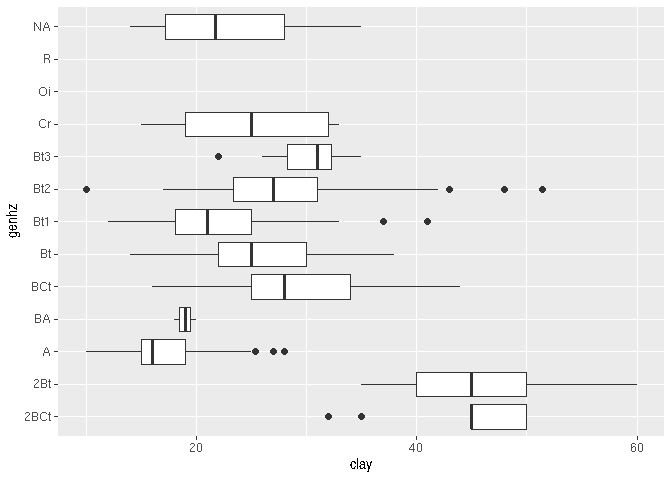 NA
R
Oi
Cr
Bt3
Bt2
Bt1
Bt
BCt
BA
A
2Bt
2BCt
genhz
20 40 60
clay